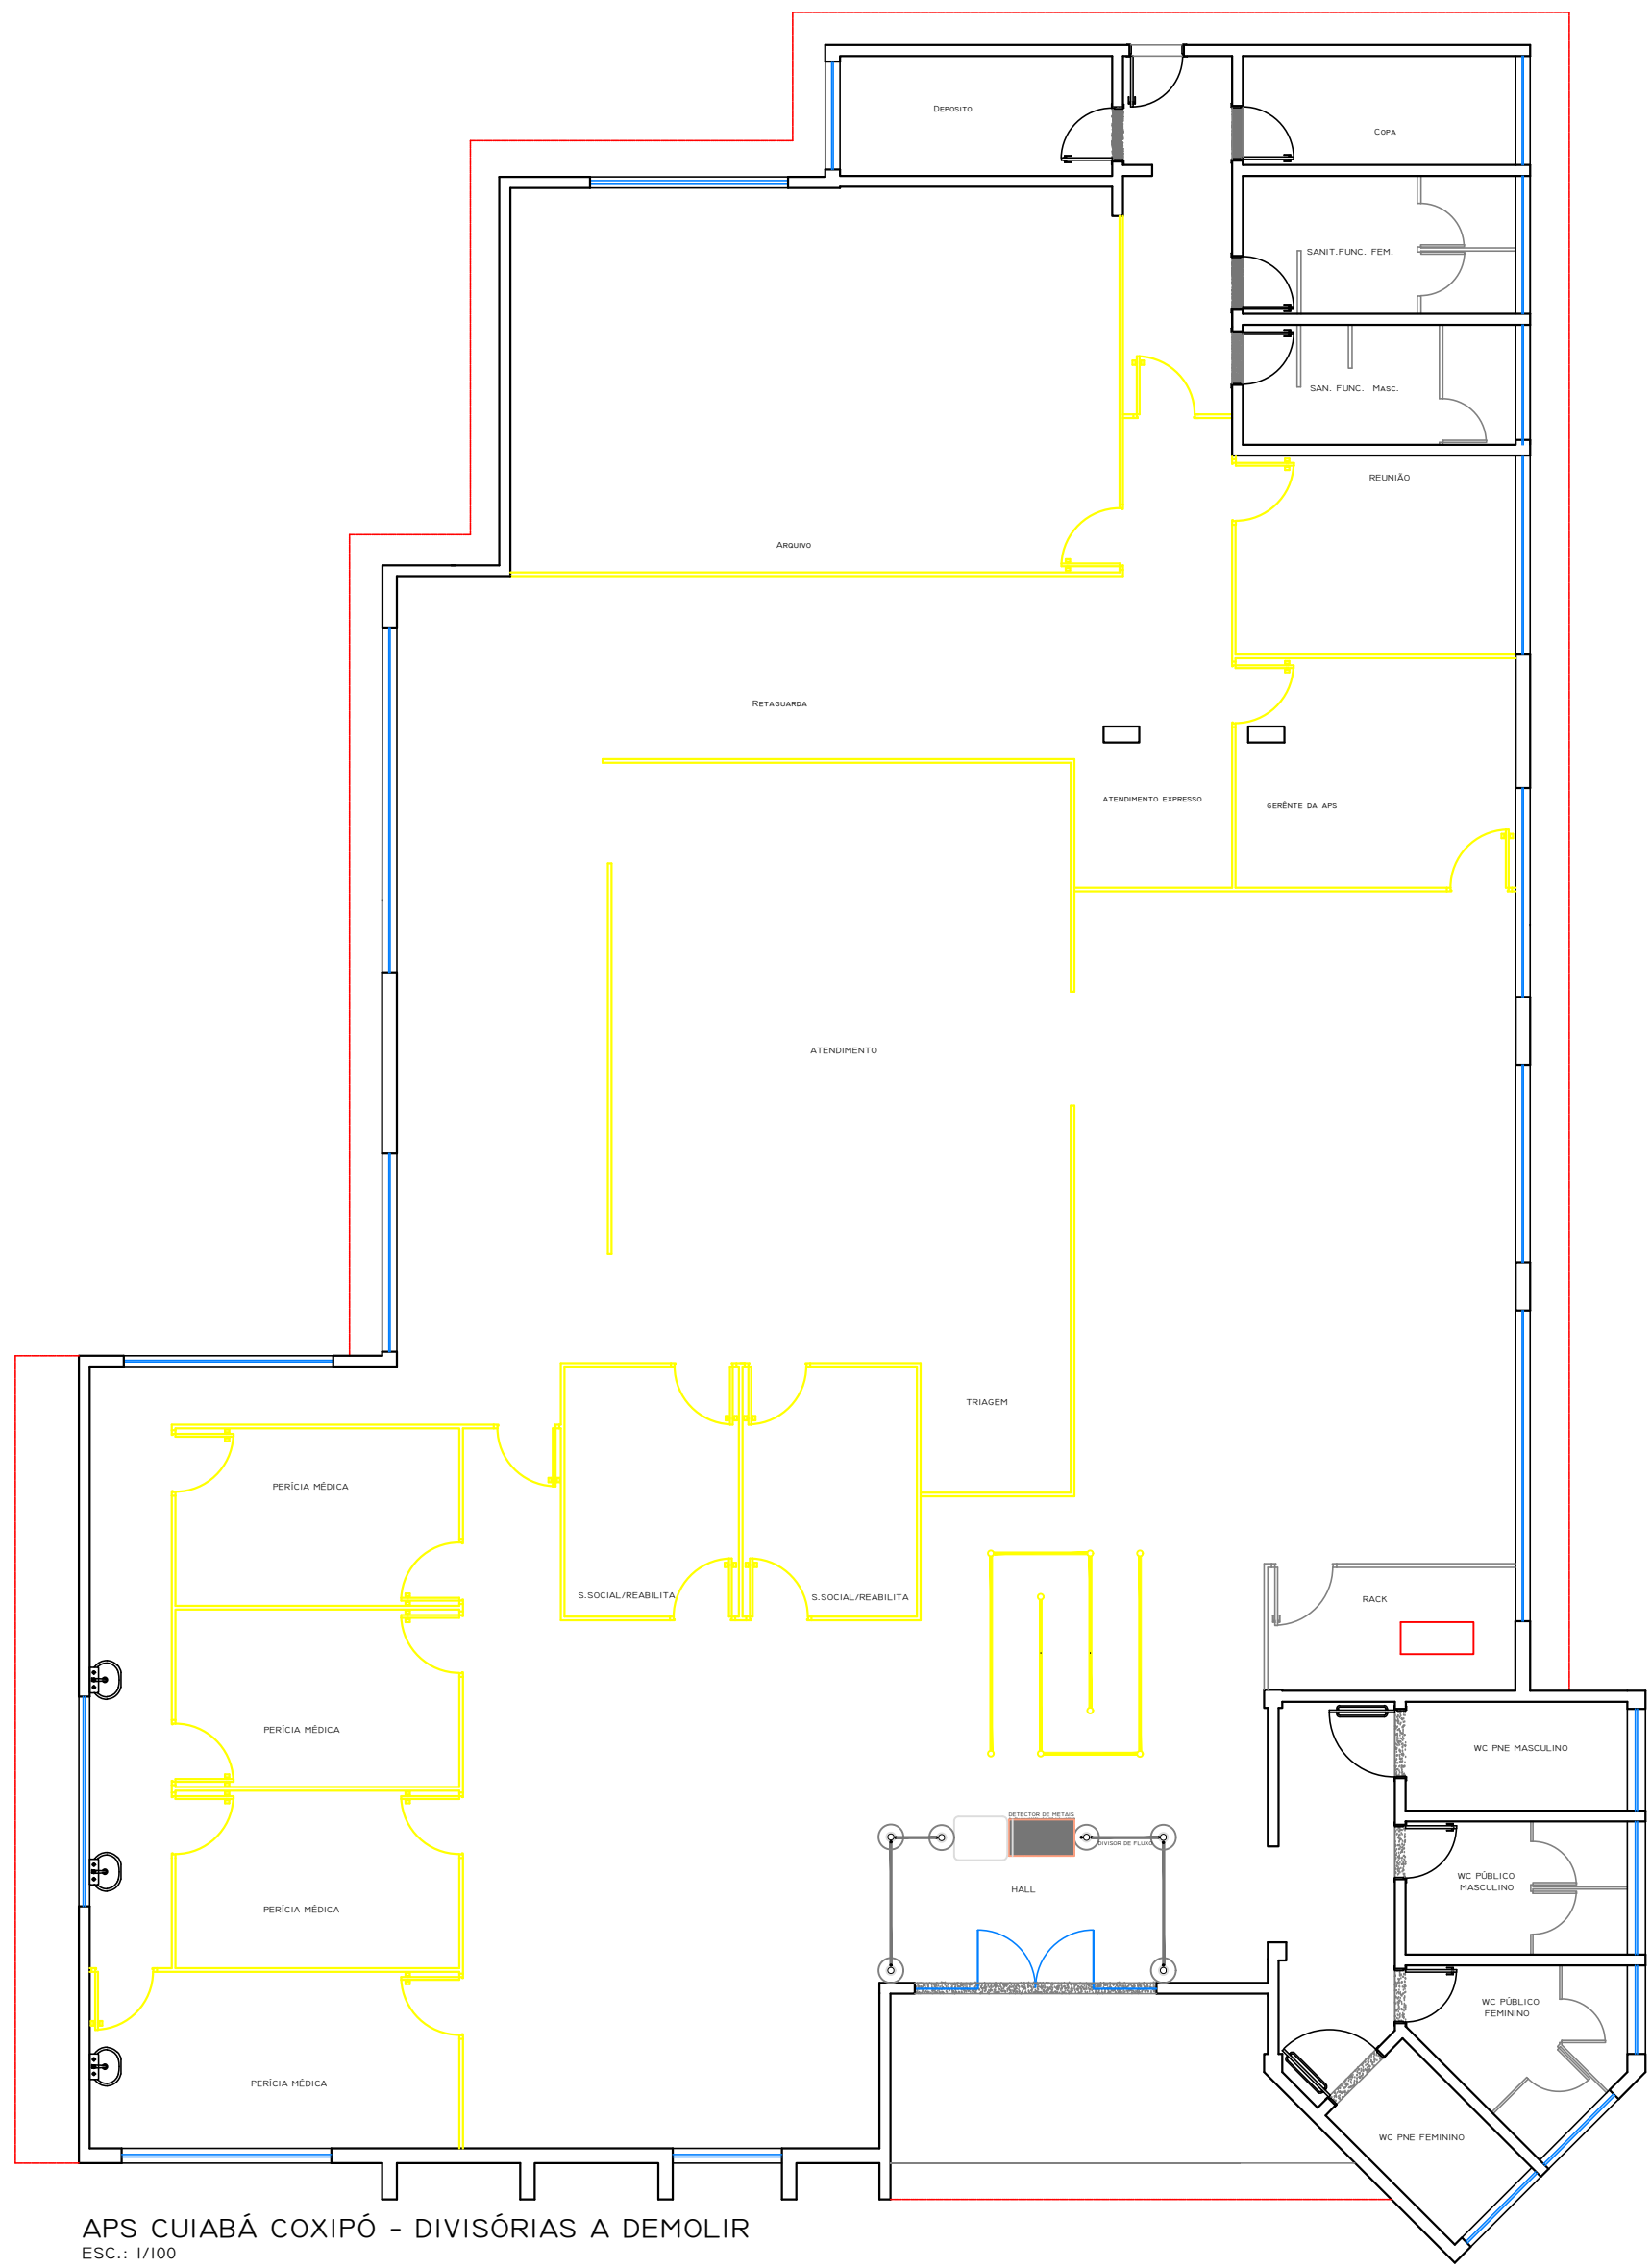 Deposito
Copa
SANIT.FUNC. FEM.
SAN. FUNC. Masc.
REUNIÃO
Arquivo
Retaguarda
ATENDIMENTO EXPRESSO
GERÊNTE DA APS
ATENDIMENTO
TRIAGEM
PERÍCIA MÉDICA
S.SOCIAL/REABILITA
S.SOCIAL/REABILITA
RACK
PERÍCIA MÉDICA
WC PNE MASCULINO
DETECTOR DE METAIS
DIVISOR DE FLUXO
WC PÚBLICO
MASCULINO
HALL
PERÍCIA MÉDICA
WC PÚBLICO
FEMININO
PERÍCIA MÉDICA
WC PNE FEMININO
APS CUIABÁ COXIPÓ - DIVISÓRIAS A DEMOLIR
ESC.: 1/100